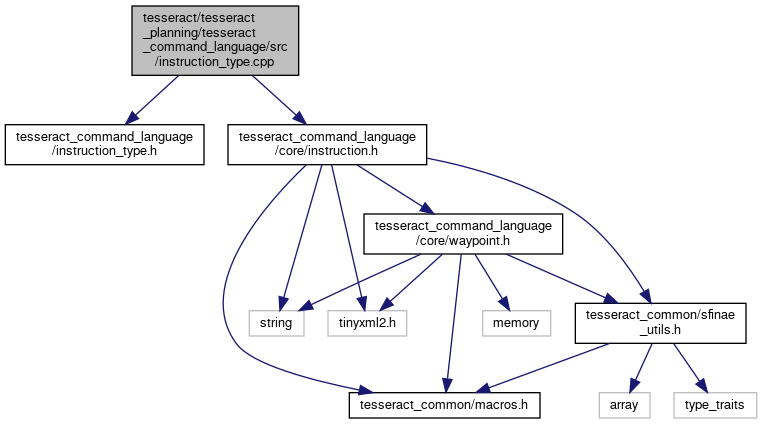 tesseract/tesseract
_planning/tesseract
_command_language/src
/instruction_type.cpp
tesseract_command_language
/instruction_type.h
tesseract_command_language
/core/instruction.h
tesseract_command_language
/core/waypoint.h
string
tinyxml2.h
memory
tesseract_common/sfinae
_utils.h
tesseract_common/macros.h
array
type_traits